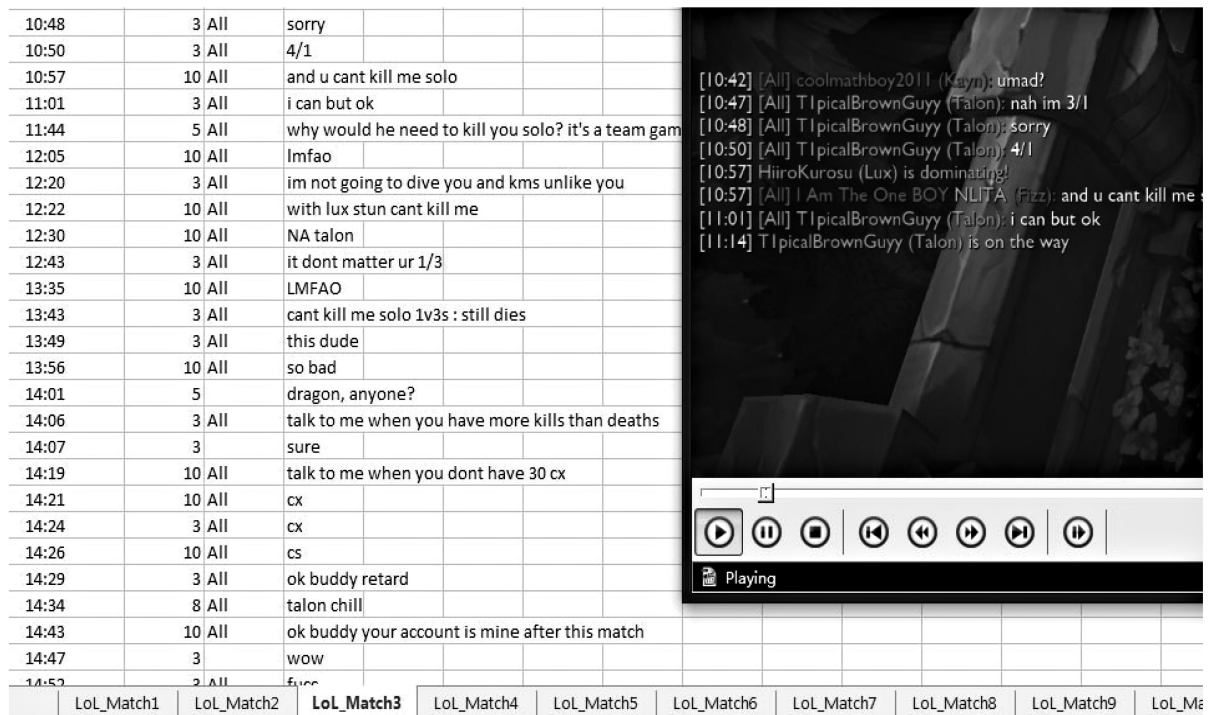 10:48 3 All sorry
10:50 3 All 4/1
10:57 10 All and u cant kill me solo
11:01 3 All i can but ok
11:44 5 All why would he need to kill you solo? it's a team gam
12:05 10 All lmfao
12:20 3 All im not going to dive you and kms unlike you
12:22 10 All with lux stun cant kill me
12:30 10 All NA talon
12:43 3 All it dont matter ur 1/3
13:35 10 All LMFAO
13:43 3 All cant kill me solo 1v3s : still dies
13:49 3 All this dude
13:56 10 All so bad
14:01 5 dragon, anyone?
14:06 3 All talk to me when you have more kills than deaths
14:07 3 sure
14:19 10 All talk to me when you dont have 30 cx
14:21 10 All cx
14:24 3 All cx
14:26 10 All cs
14:29 3 All ok buddy retard
14:34 8 All talon chill
14:43 10 All ok buddy your account is mine after this match
14:47 3 wow
14:52 3 All fucc
[10:42] [All] coolmathboy2011 (Kayn): umad?
[10:47] [All] T1picalBrownGuyy (Talon): nah im 3/1
[10:48] [All] T1picalBrownGuyy (Talon): sorry
[10:50] [All] T1picalBrownGuyy (Talon): 4/1
[10:57] HiiroKurosu (Lux) is dominating!
[10:57] [All] I Am The One BOY NLITA (Fizz): and u cant kill me
[11:01] [All] T1picalBrownGuyy (Talon): i can but ok
[11:14] T1picalBrownGuyy (Talon) is on the way
Playing
LoL_Match1 LoL_Match2 LoL_Match3 LoL_Match4 LoL_Match5 LoL_Match6 LoL_Match7 LoL_Match8 LoL_Match9 LoL_Ma